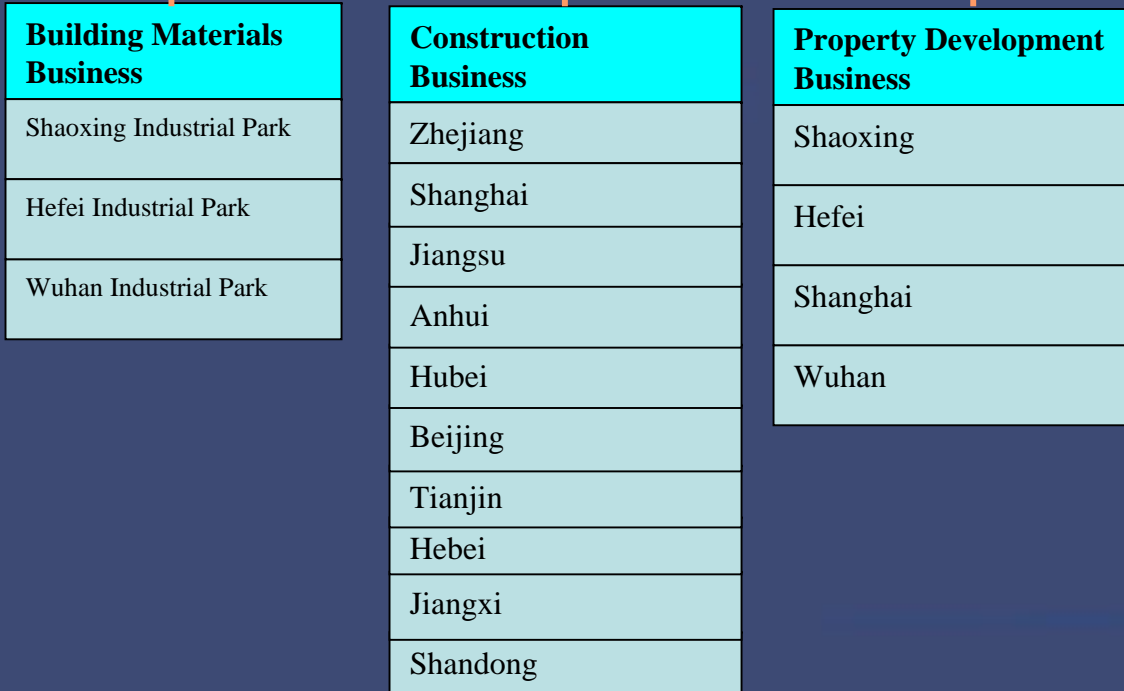 Building Materials
Business
Shaoxing Industrial Park
Hefei Industrial Park
Wuhan Industrial Park
Construction
Business
Zhejiang
Shanghai
Jiangsu
Anhui
Hubei
Beijing
Tianjin
Hebei
Jiangxi
Shandong
Property Development
Business
Shaoxing
Hefei
Shanghai
Wuhan